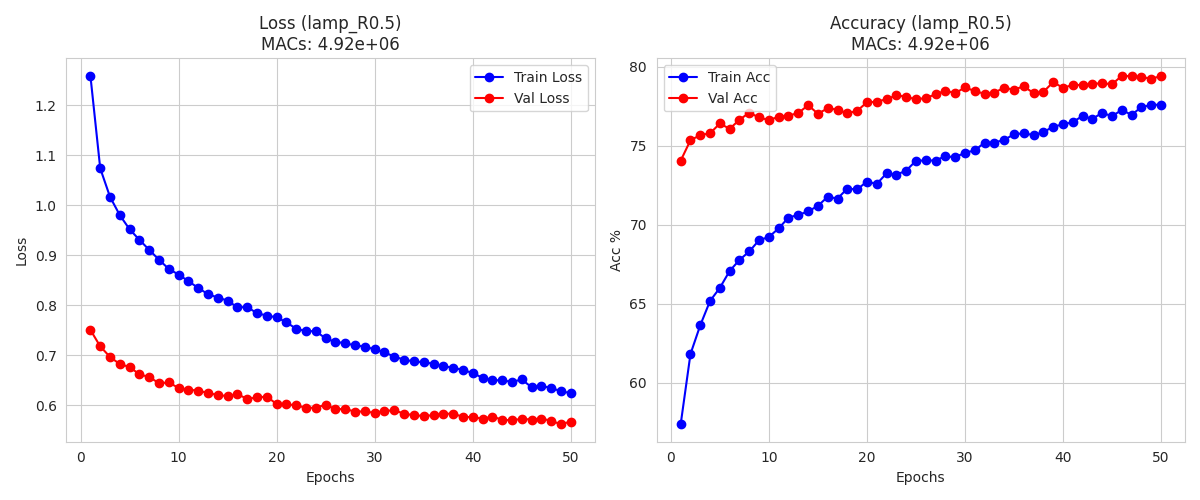 Loss (lamp_R0.5)
MACs: 4.92e+06
Train Loss
Val Loss
Loss
1.2
1.1
1.0
0.9
0.8
0.7
0.6
0 10 20 30 40 50
Epochs
Accuracy (lamp_R0.5)
MACs: 4.92e+06
Train Acc
Val Acc
Acc %
80
75
70
65
60
0 10 20 30 40 50
Epochs